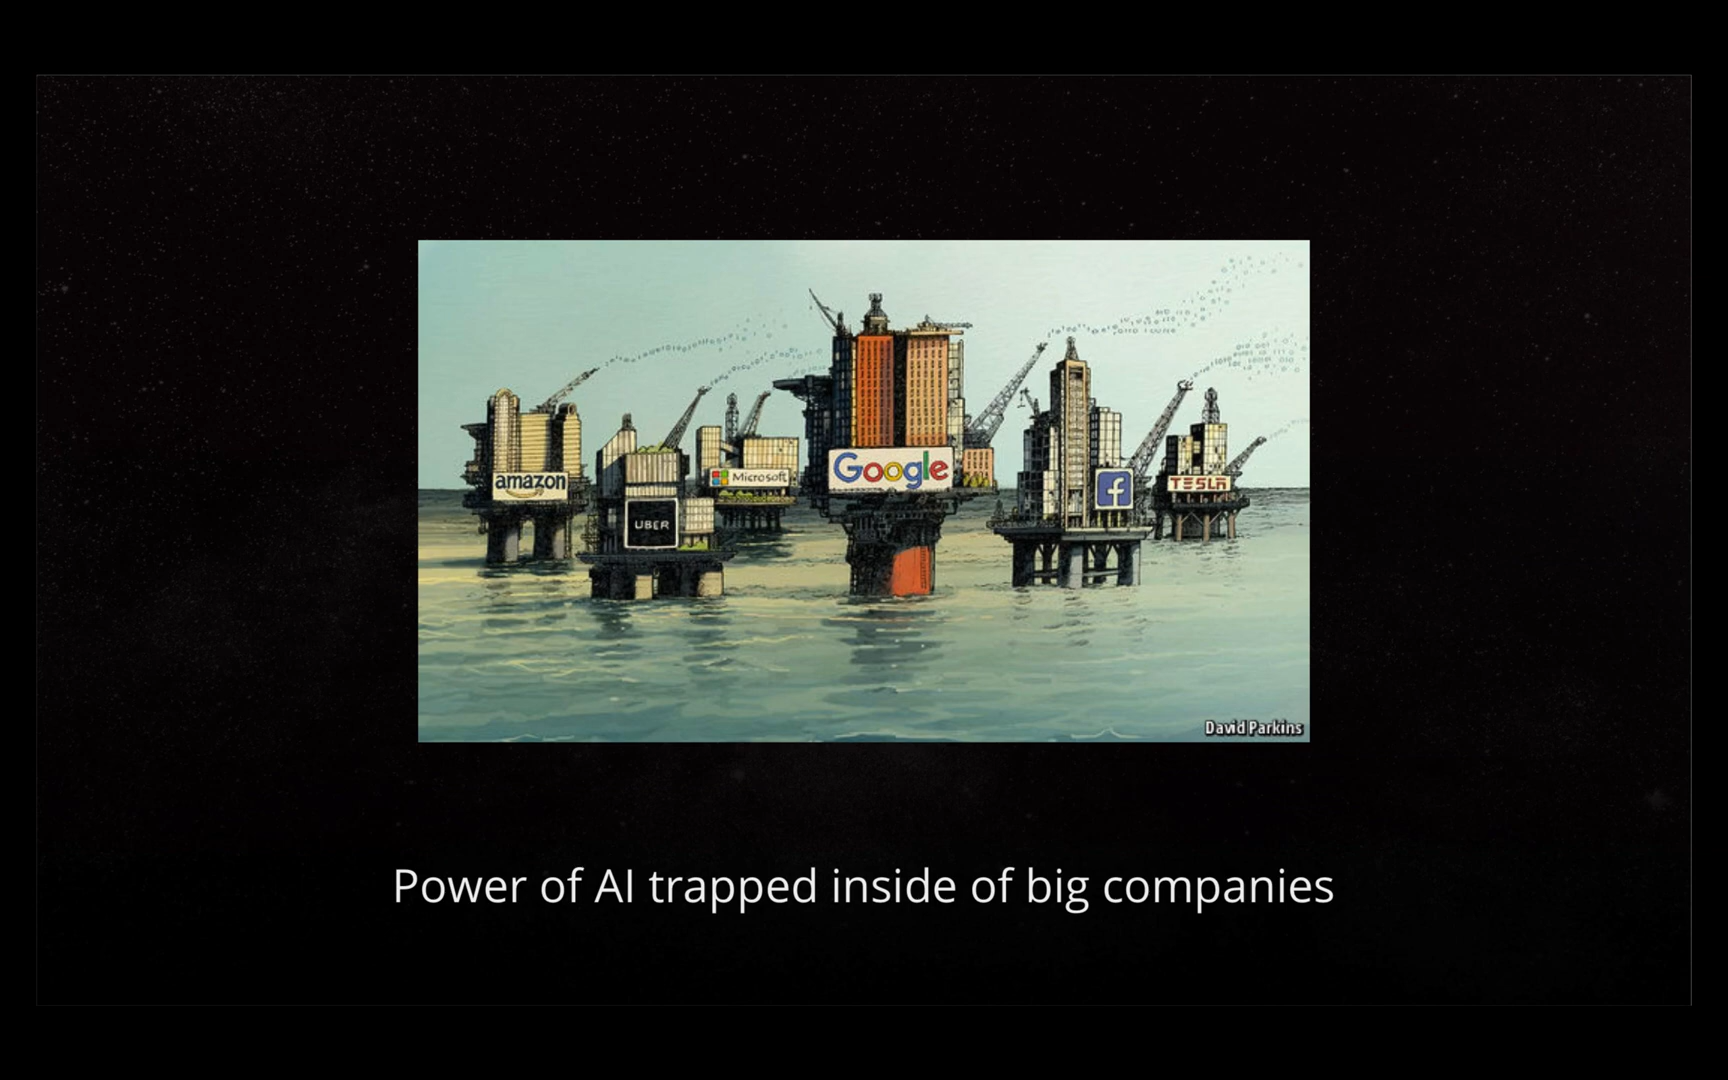 amazon
UBER
Microsoft
Google
f
TESLA
David Parkins
Power of AI trapped inside of big companies